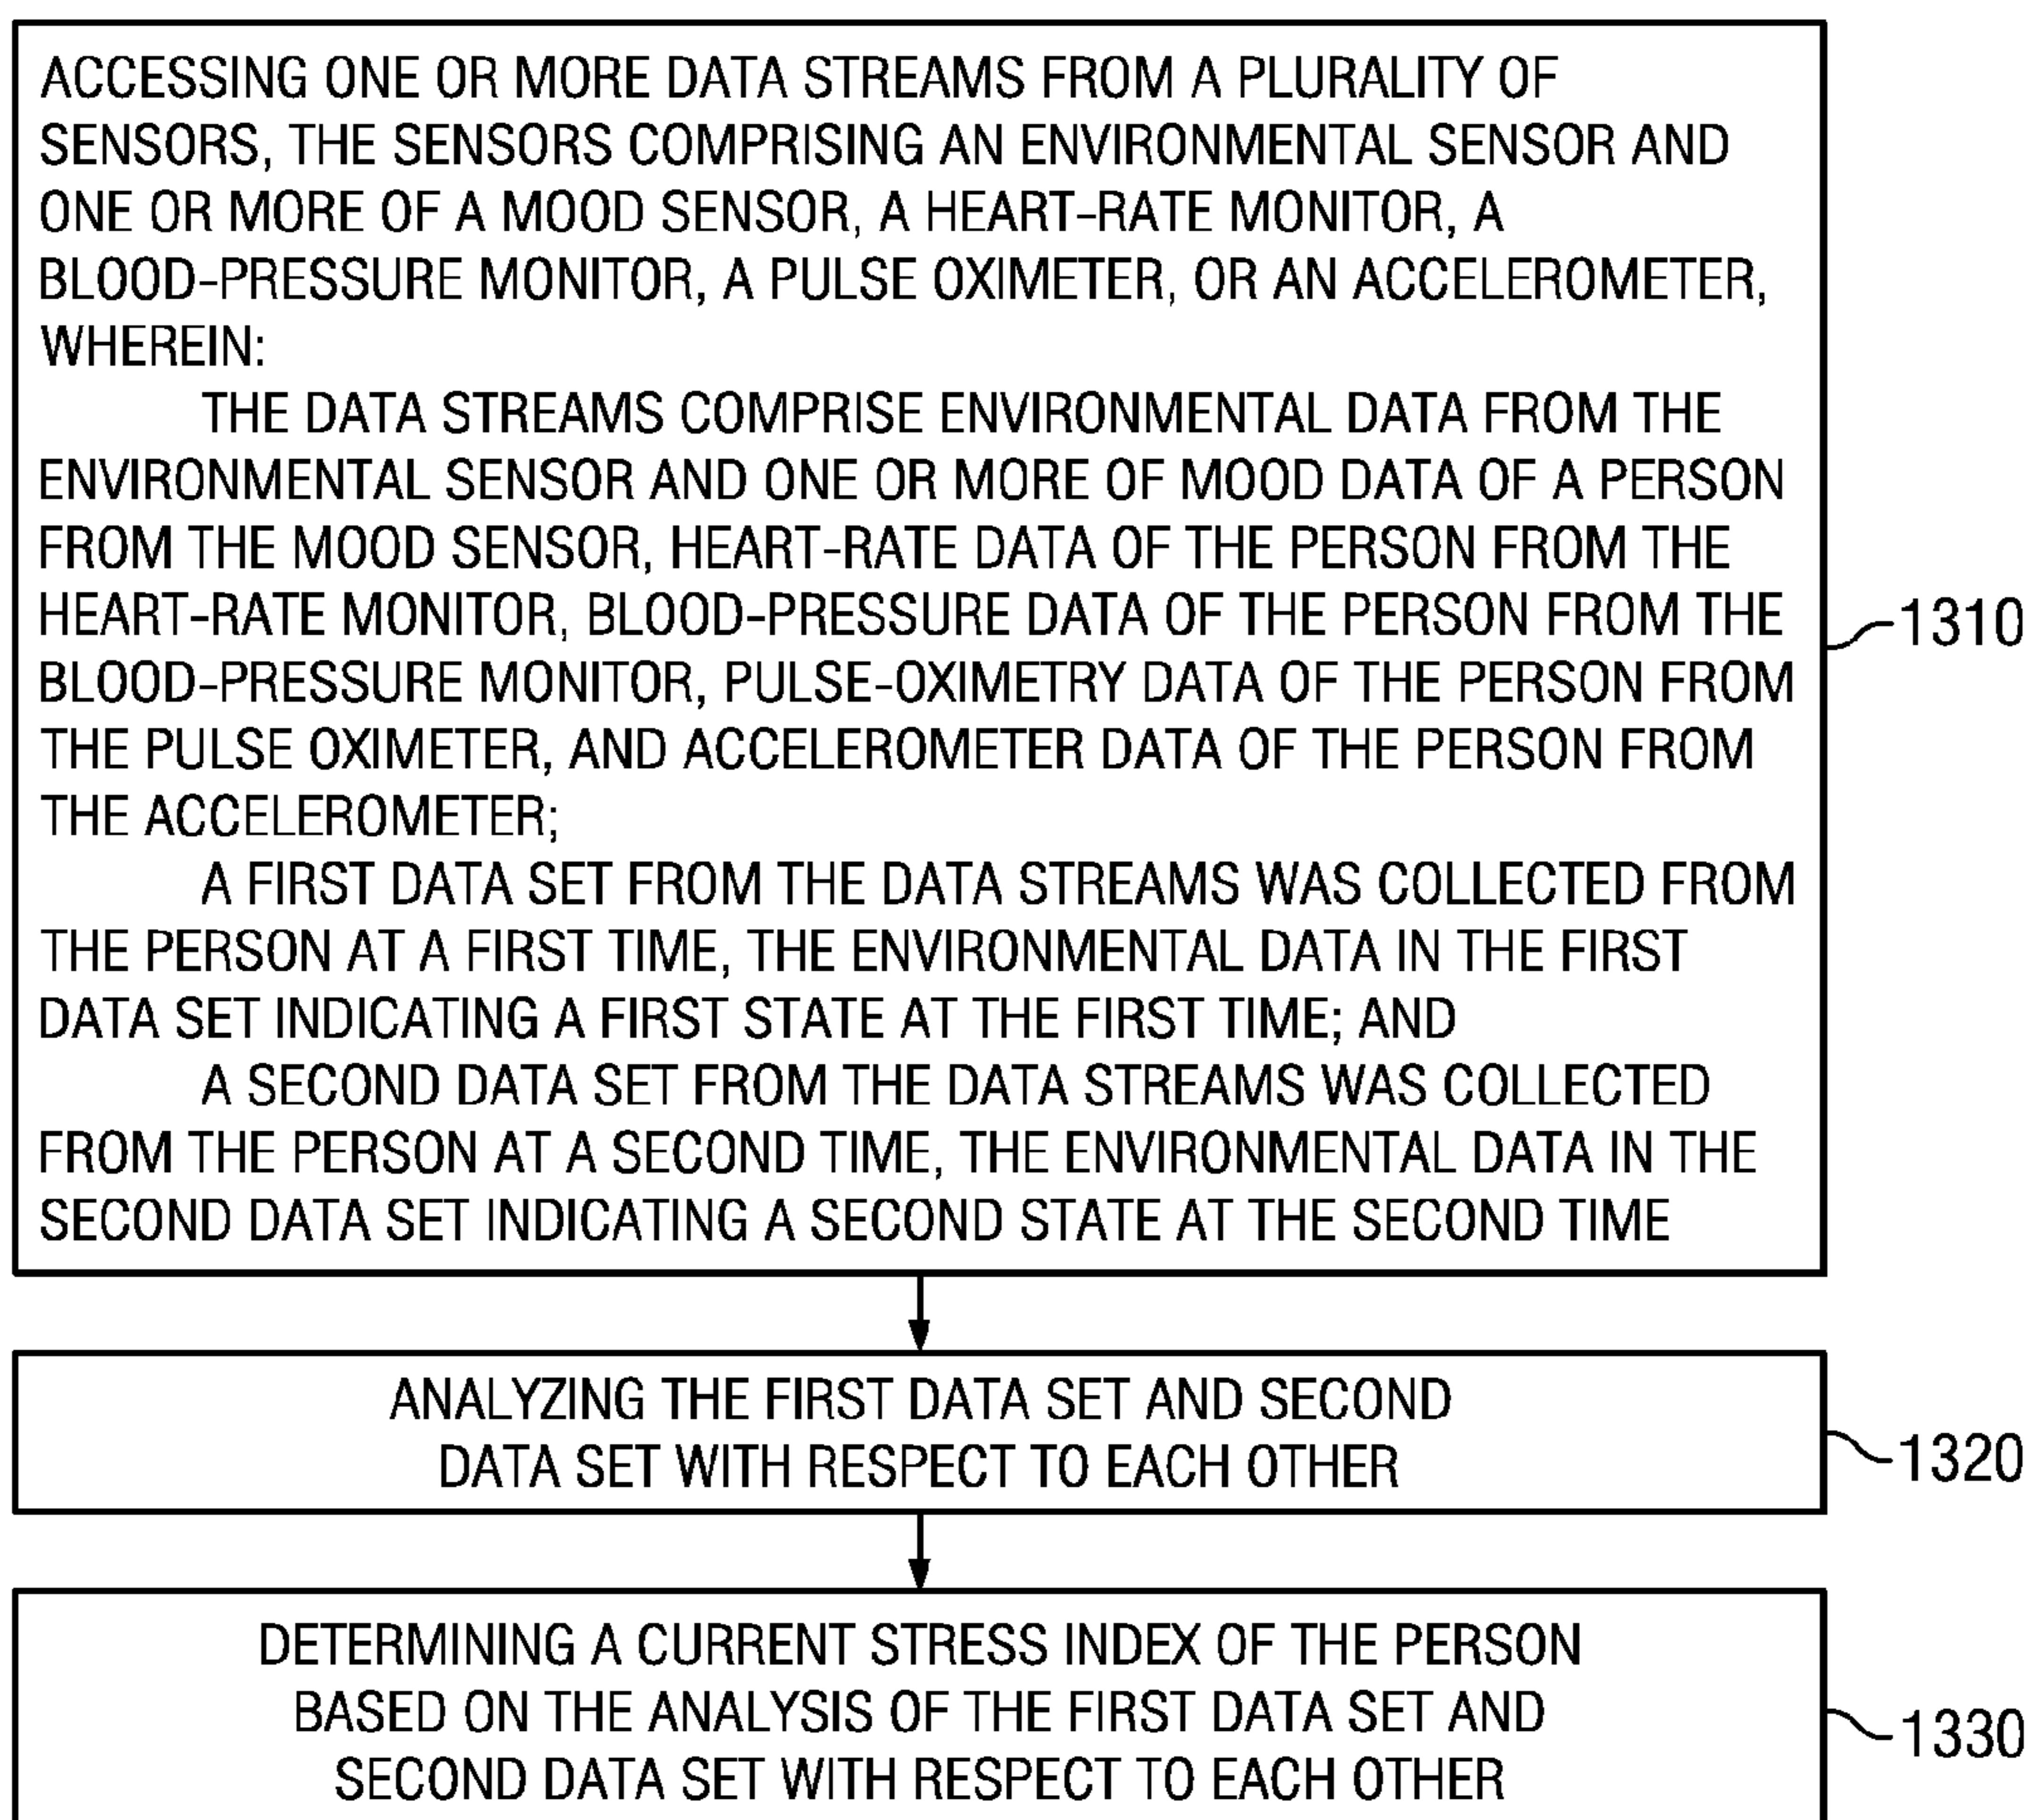 ACCESSING ONE OR MORE DATA STREAMS FROM A PLURALITY OF
SENSORS, THE SENSORS COMPRISING AN ENVIRONMENTAL SENSOR AND
ONE OR MORE OF A MOOD SENSOR, A HEART-RATE MONITOR, A
BLOOD-PRESSURE MONITOR, A PULSE OXIMETER, OR AN ACCELEROMETER,
WHEREIN:
THE DATA STREAMS COMPRISE ENVIRONMENTAL DATA FROM THE
ENVIRONMENTAL SENSOR AND ONE OR MORE OF MOOD DATA OF A PERSON
FROM THE MOOD SENSOR, HEART-RATE DATA OF THE PERSON FROM THE
HEART-RATE MONITOR, BLOOD-PRESSURE DATA OF THE PERSON FROM THE
BLOOD-PRESSURE MONITOR, PULSE-OXIMETRY DATA OF THE PERSON FROM
THE PULSE OXIMETER, AND ACCELEROMETER DATA OF THE PERSON FROM
THE ACCELEROMETER;
A FIRST DATA SET FROM THE DATA STREAMS WAS COLLECTED FROM
THE PERSON AT A FIRST TIME, THE ENVIRONMENTAL DATA IN THE FIRST
DATA SET INDICATING A FIRST STATE AT THE FIRST TIME; AND
A SECOND DATA SET FROM THE DATA STREAMS WAS COLLECTED
FROM THE PERSON AT A SECOND TIME, THE ENVIRONMENTAL DATA IN THE
SECOND DATA SET INDICATING A SECOND STATE AT THE SECOND TIME
1310
ANALYZING THE FIRST DATA SET AND SECOND
DATA SET WITH RESPECT TO EACH OTHER
1320
DETERMINING A CURRENT STRESS INDEX OF THE PERSON
BASED ON THE ANALYSIS OF THE FIRST DATA SET AND
SECOND DATA SET WITH RESPECT TO EACH OTHER
1330